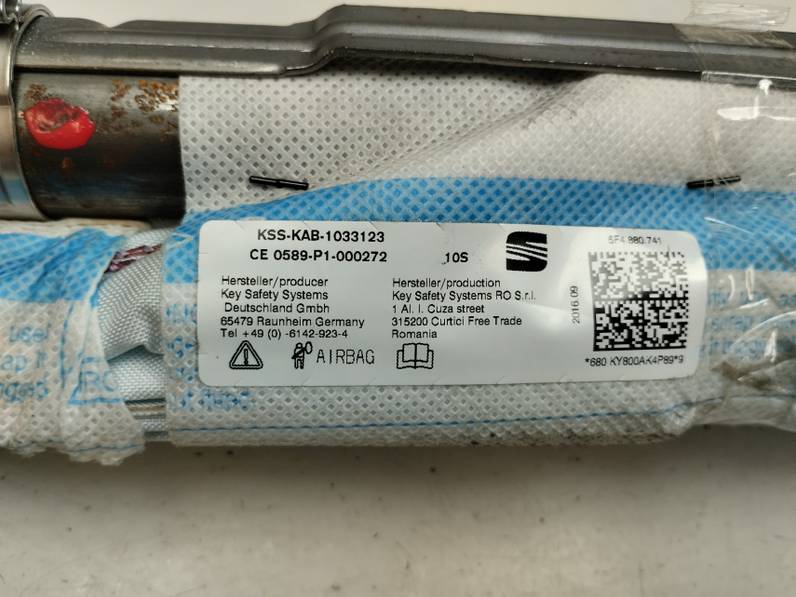 KSS-KAB-1033123
CE 0589-P1-000272
10S
Hersteller/producer
Key Safety Systems
Deutschland GmbH
65479 Raunheim Germany
Tel +49 (0) -6142-923-4
AIRBAG
Hersteller/production
Key Safety Systems RO S.r.l.
1 Al. I. Cuza street
315200 Curtici Free Trade
Romania
2016.09
5F4.880.741
*680 KY800AK4P89*9